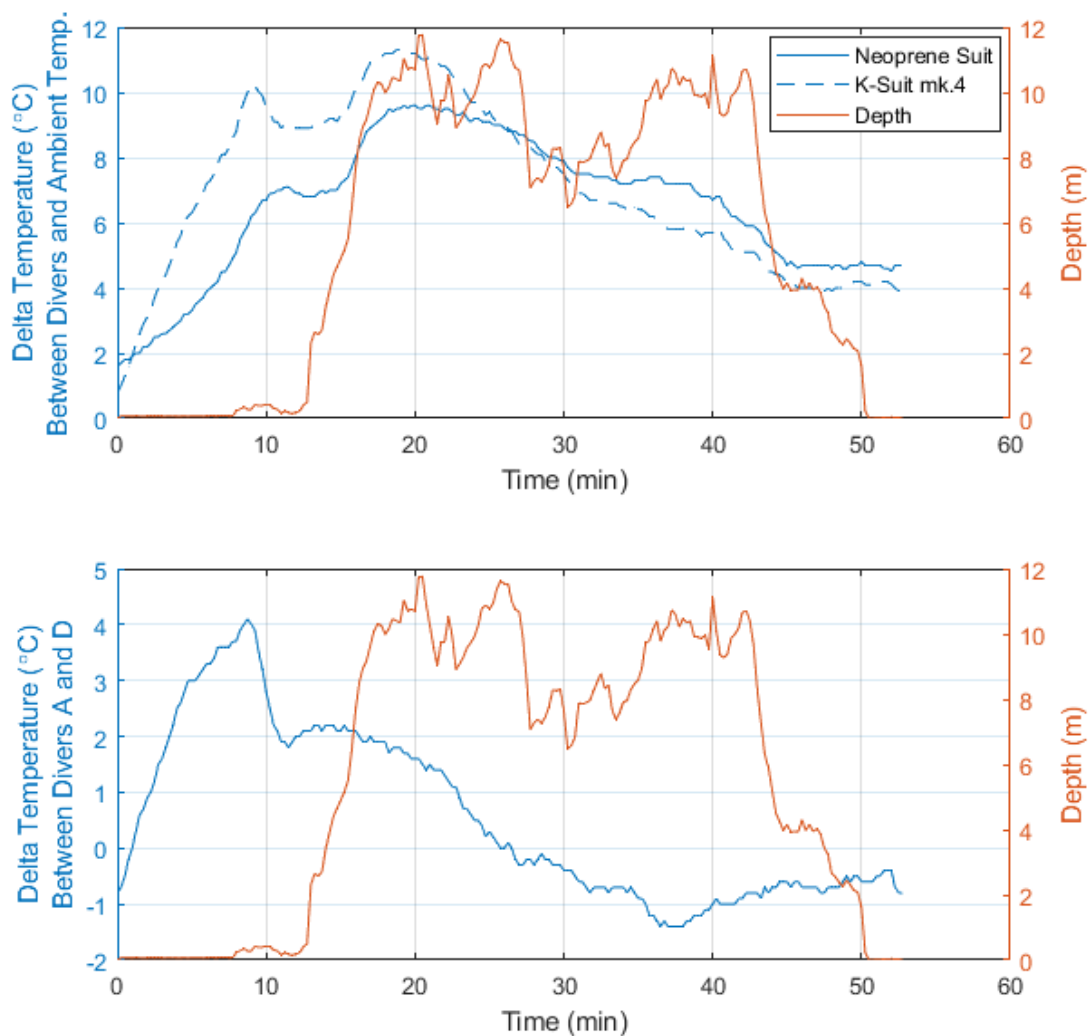 12
10
8
6
4
2
0
Delta Temperature (°C)
Between Divers and Ambient Temp.
Neoprene Suit
K-Suit mk.4
Depth
12
10
8
6
4
2
0
Depth (m)
0 10 20 30 40 50 60
Time (min)
5
4
3
2
1
0
-1
-2
Delta Temperature (°C)
Between Divers A and D
12
10
8
6
4
2
0
Depth (m)
0 10 20 30 40 50 60
Time (min)